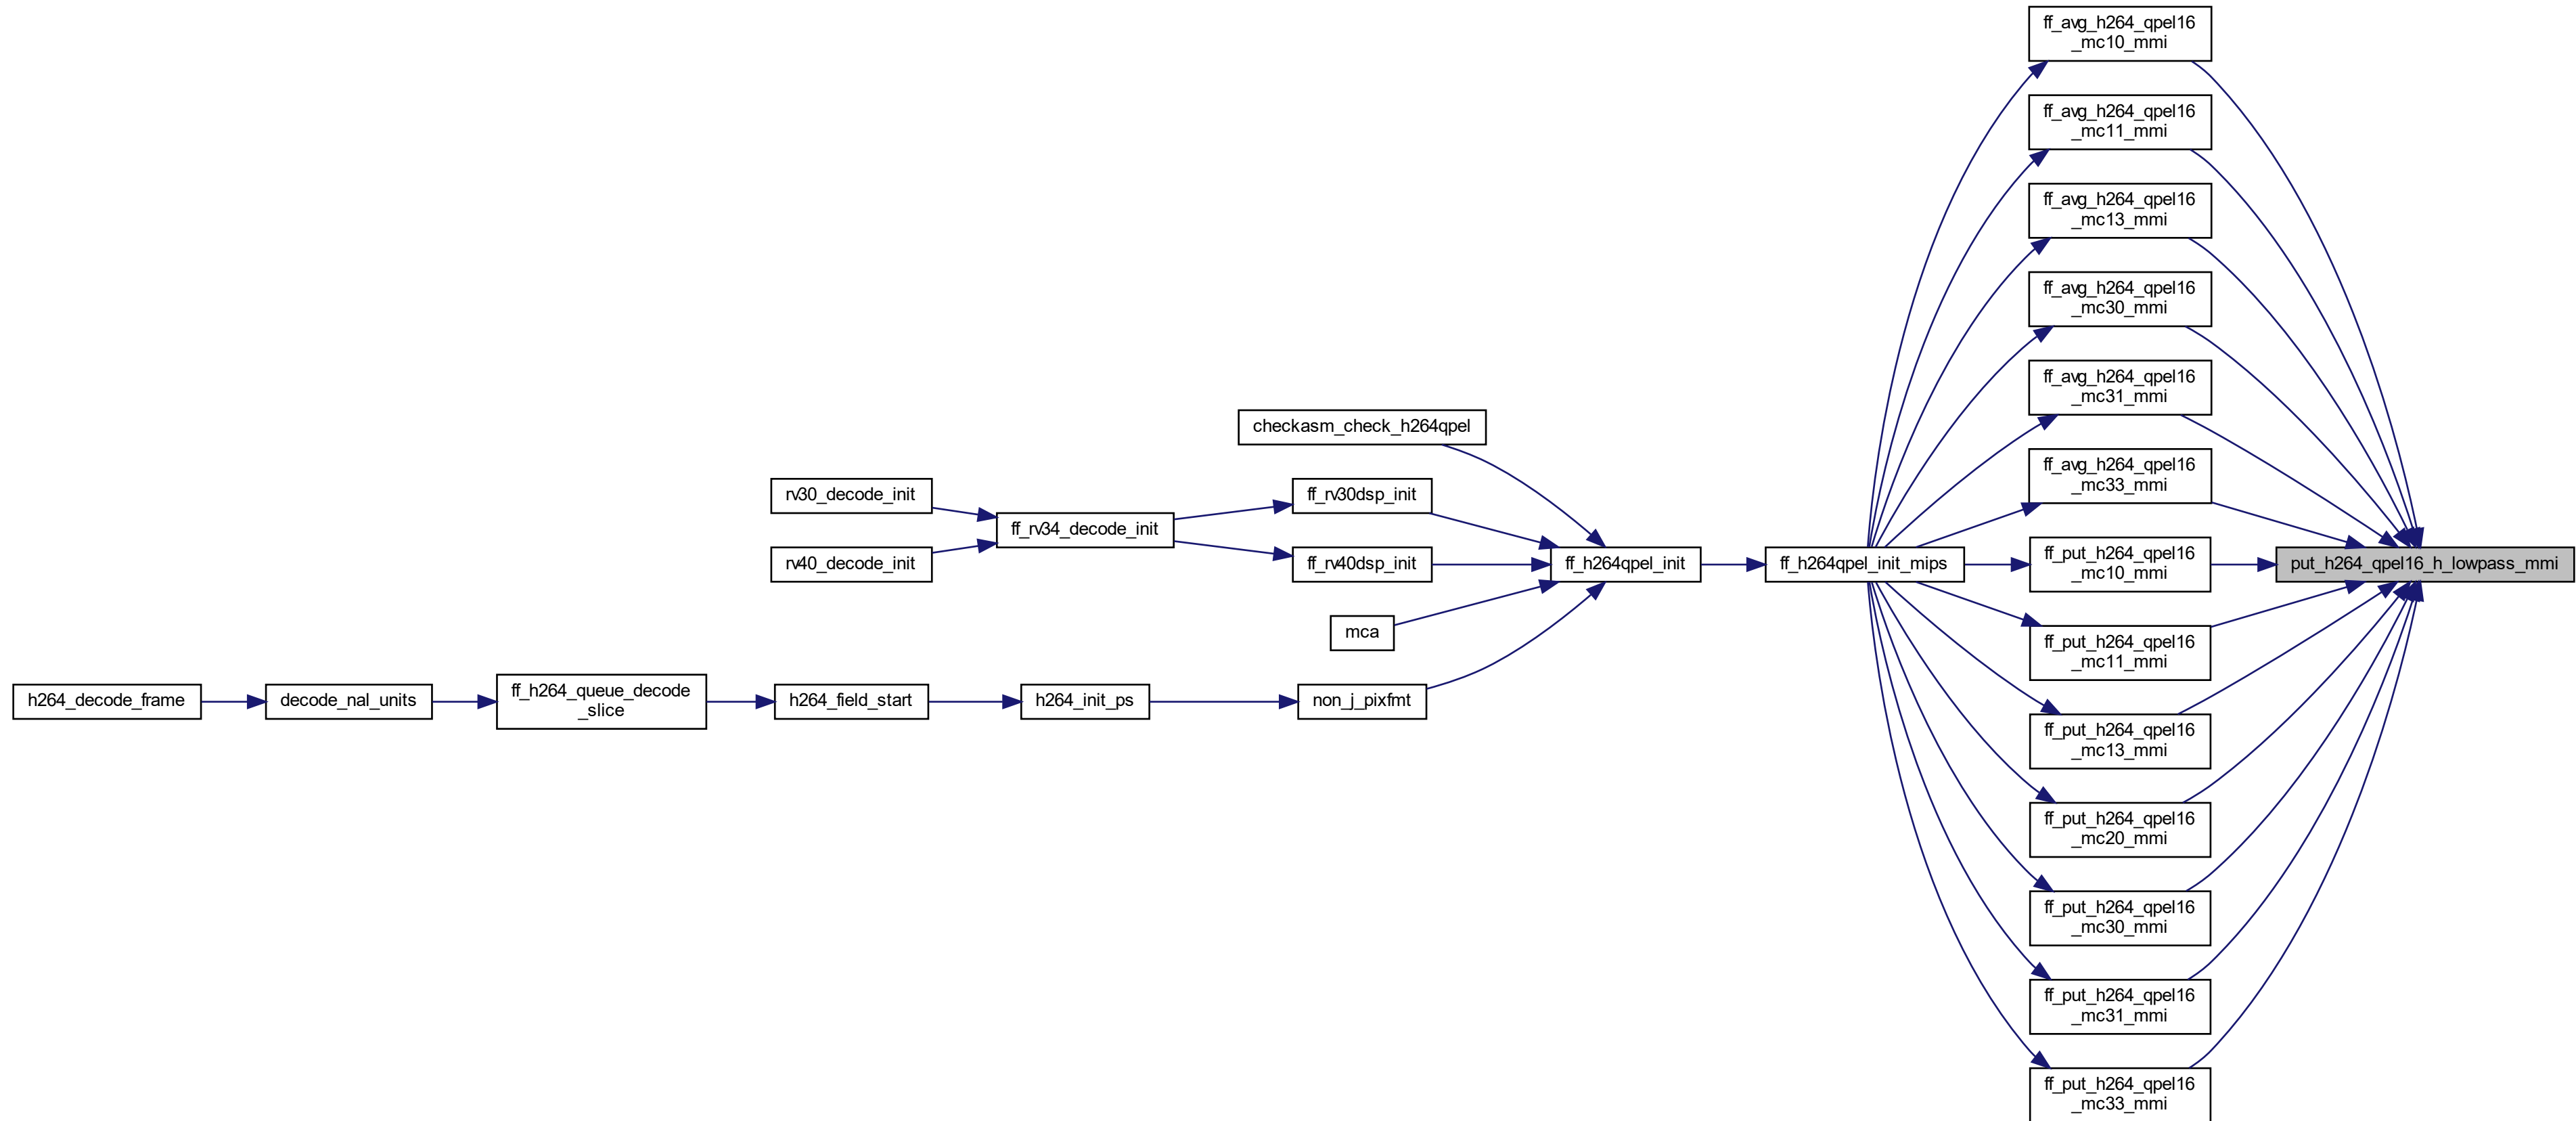 ff_avg_h264_qpel16
_mc10_mmi
ff_avg_h264_qpel16
_mc11_mmi
ff_avg_h264_qpel16
_mc13_mmi
ff_avg_h264_qpel16
_mc30_mmi
ff_avg_h264_qpel16
_mc31_mmi
checkasm_check_h264qpel
ff_avg_h264_qpel16
_mc33_mmi
rv30_decode_init
ff_rv30dsp_init
ff_rv34_decode_init
rv40_decode_init
ff_rv40dsp_init
ff_h264qpel_init
ff_h264qpel_init_mips
ff_put_h264_qpel16
_mc10_mmi
put_h264_qpel16_h_lowpass_mmi
mca
ff_put_h264_qpel16
_mc11_mmi
h264_decode_frame
decode_nal_units
ff_h264_queue_decode
_slice
h264_field_start
h264_init_ps
non_j_pixfmt
ff_put_h264_qpel16
_mc13_mmi
ff_put_h264_qpel16
_mc20_mmi
ff_put_h264_qpel16
_mc30_mmi
ff_put_h264_qpel16
_mc31_mmi
ff_put_h264_qpel16
_mc33_mmi